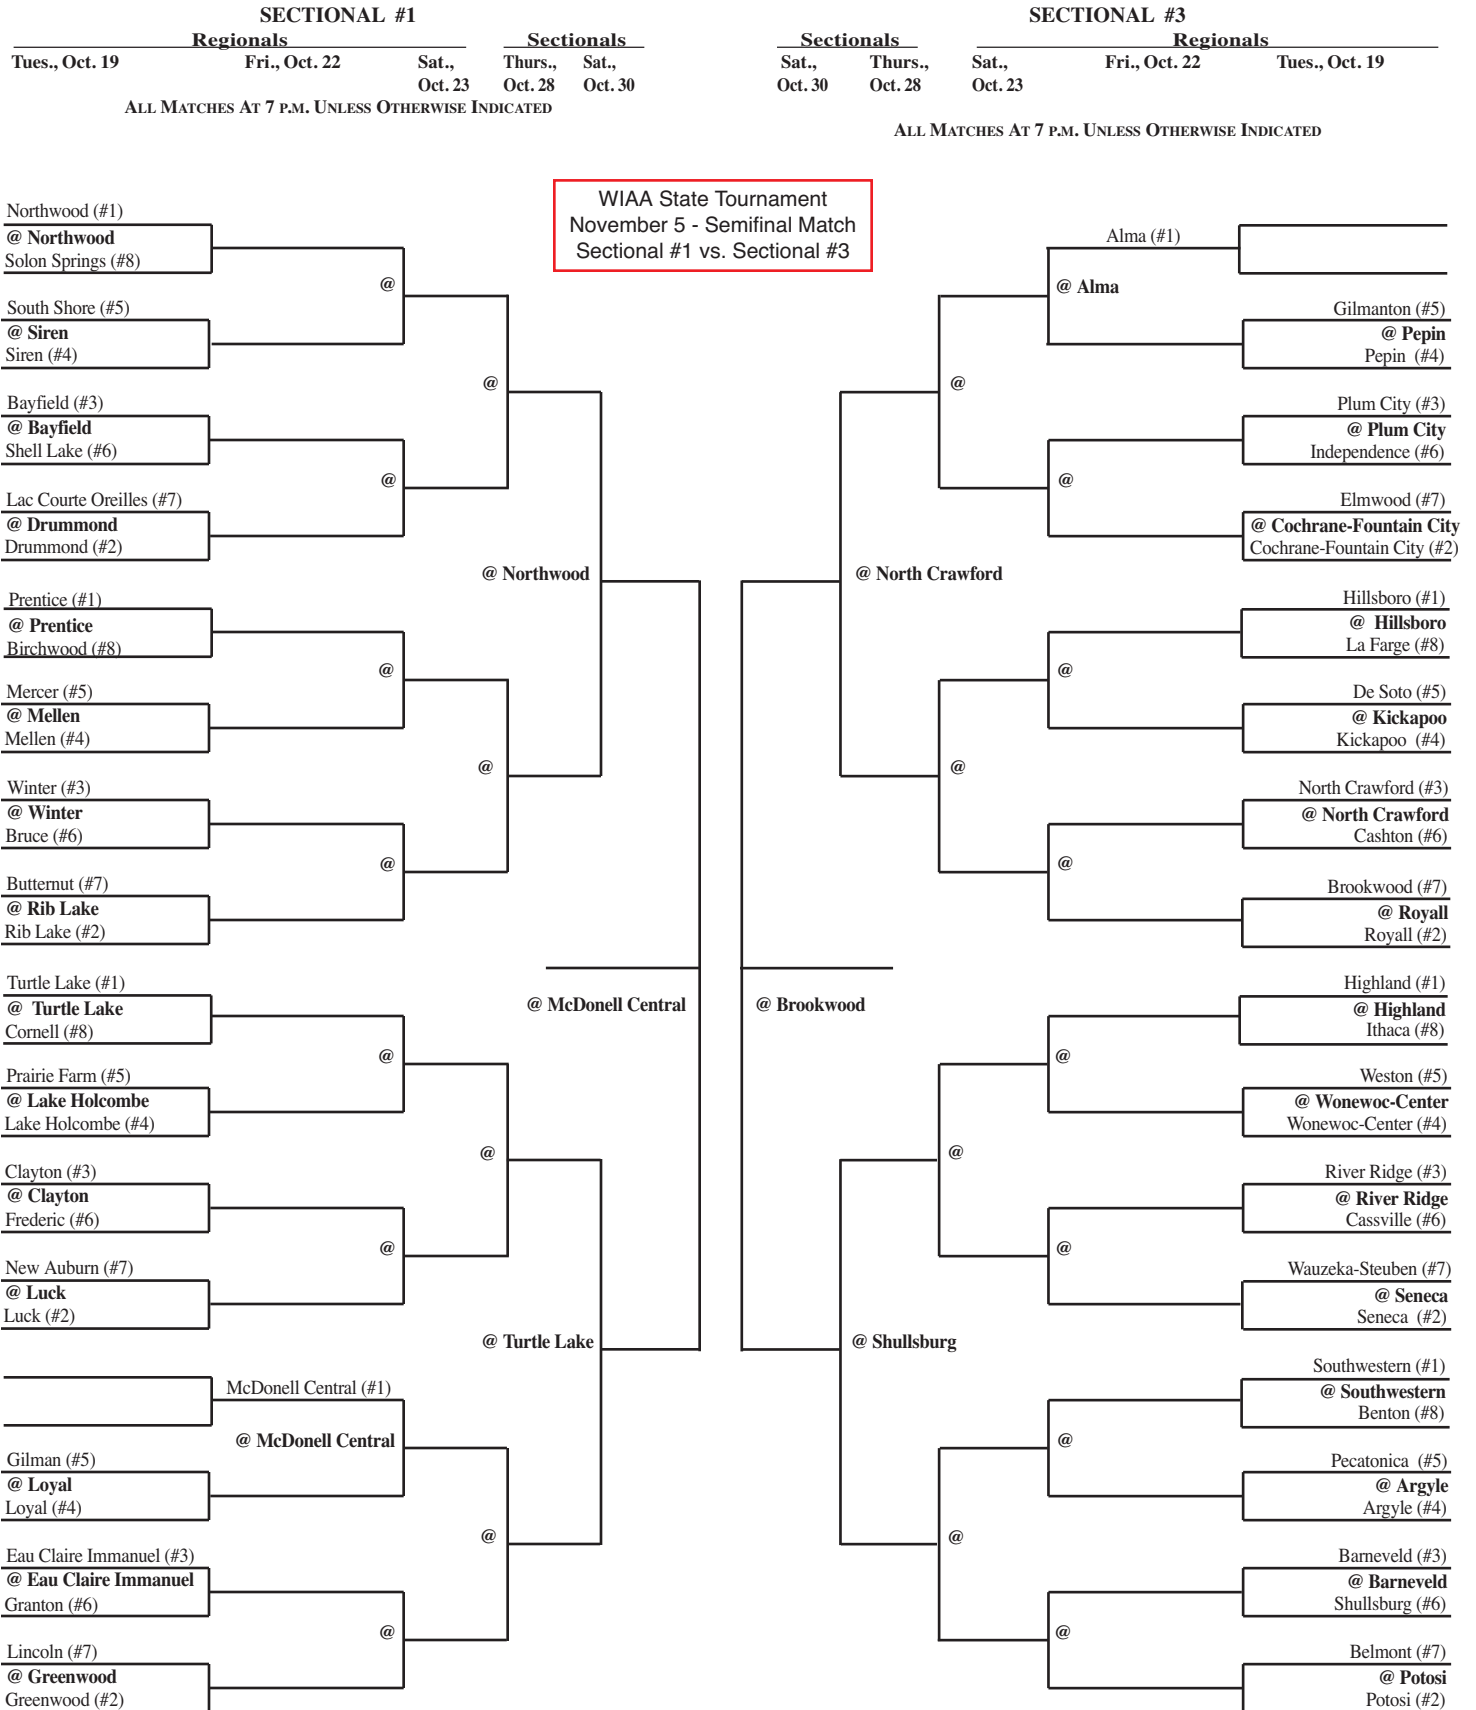 SECTIONAL #1
Regionals
Sectionals
Tues., Oct. 19
Fri., Oct. 22
Sat.,
Oct. 23
Thurs.,
Oct. 28
Sat.,
Oct. 30
ALL MATCHES AT 7 P.M. UNLESS OTHERWISE INDICATED
SECTIONAL #3
Sectionals
Regionals
Sat.,
Oct. 30
Thurs.,
Oct. 28
Sat.,
Oct. 23
Fri., Oct. 22
Tues., Oct. 19
ALL MATCHES AT 7 P.M. UNLESS OTHERWISE INDICATED
WIAA State Tournament
November 5 - Semifinal Match
Sectional #1 vs. Sectional #3
Northwood (#1)
@ Northwood
Solon Springs (#8)
@
South Shore (#5)
@ Siren
Siren (#4)
@
Bayfield (#3)
@ Bayfield
Shell Lake (#6)
@
Lac Courte Oreilles (#7)
@ Drummond
Drummond (#2)
@ Northwood
Prentice (#1)
@ Prentice
Birchwood (#8)
@
Mercer (#5)
@ Mellen
Mellen (#4)
@
Winter (#3)
@ Winter
Bruce (#6)
@
Butternut (#7)
@ Rib Lake
Rib Lake (#2)
@ McDonell Central
Turtle Lake (#1)
@ Turtle Lake
Cornell (#8)
@
Prairie Farm (#5)
@ Lake Holcombe
Lake Holcombe (#4)
@
Clayton (#3)
@ Clayton
Frederic (#6)
@
New Auburn (#7)
@ Luck
Luck (#2)
@ Turtle Lake
McDonell Central (#1)
@ McDonell Central
Gilman (#5)
@ Loyal
Loyal (#4)
@
Eau Claire Immanuel (#3)
@ Eau Claire Immanuel
Granton (#6)
@
Lincoln (#7)
@ Greenwood
Greenwood (#2)
Alma (#1)
@ Alma
Gilmanton (#5)
@ Pepin
Pepin (#4)
@
Plum City (#3)
@ Plum City
Independence (#6)
@
Elmwood (#7)
@ Cochrane-Fountain City
Cochrane-Fountain City (#2)
@ North Crawford
Hillsboro (#1)
@ Hillsboro
La Farge (#8)
@
De Soto (#5)
@ Kickapoo
Kickapoo (#4)
@
North Crawford (#3)
@ North Crawford
Cashton (#6)
@
Brookwood (#7)
@ Royall
Royall (#2)
@ Brookwood
Highland (#1)
@ Highland
Ithaca (#8)
@
Weston (#5)
@ Wonewoc-Center
Wonewoc-Center (#4)
@
River Ridge (#3)
@ River Ridge
Cassville (#6)
@
Wauzeka-Steuben (#7)
@ Seneca
Seneca (#2)
@ Shullsburg
Southwestern (#1)
@ Southwestern
Benton (#8)
@
Pecatonica (#5)
@ Argyle
Argyle (#4)
@
Barneveld (#3)
@ Barneveld
Shullsburg (#6)
@
Belmont (#7)
@ Potosi
Potosi (#2)